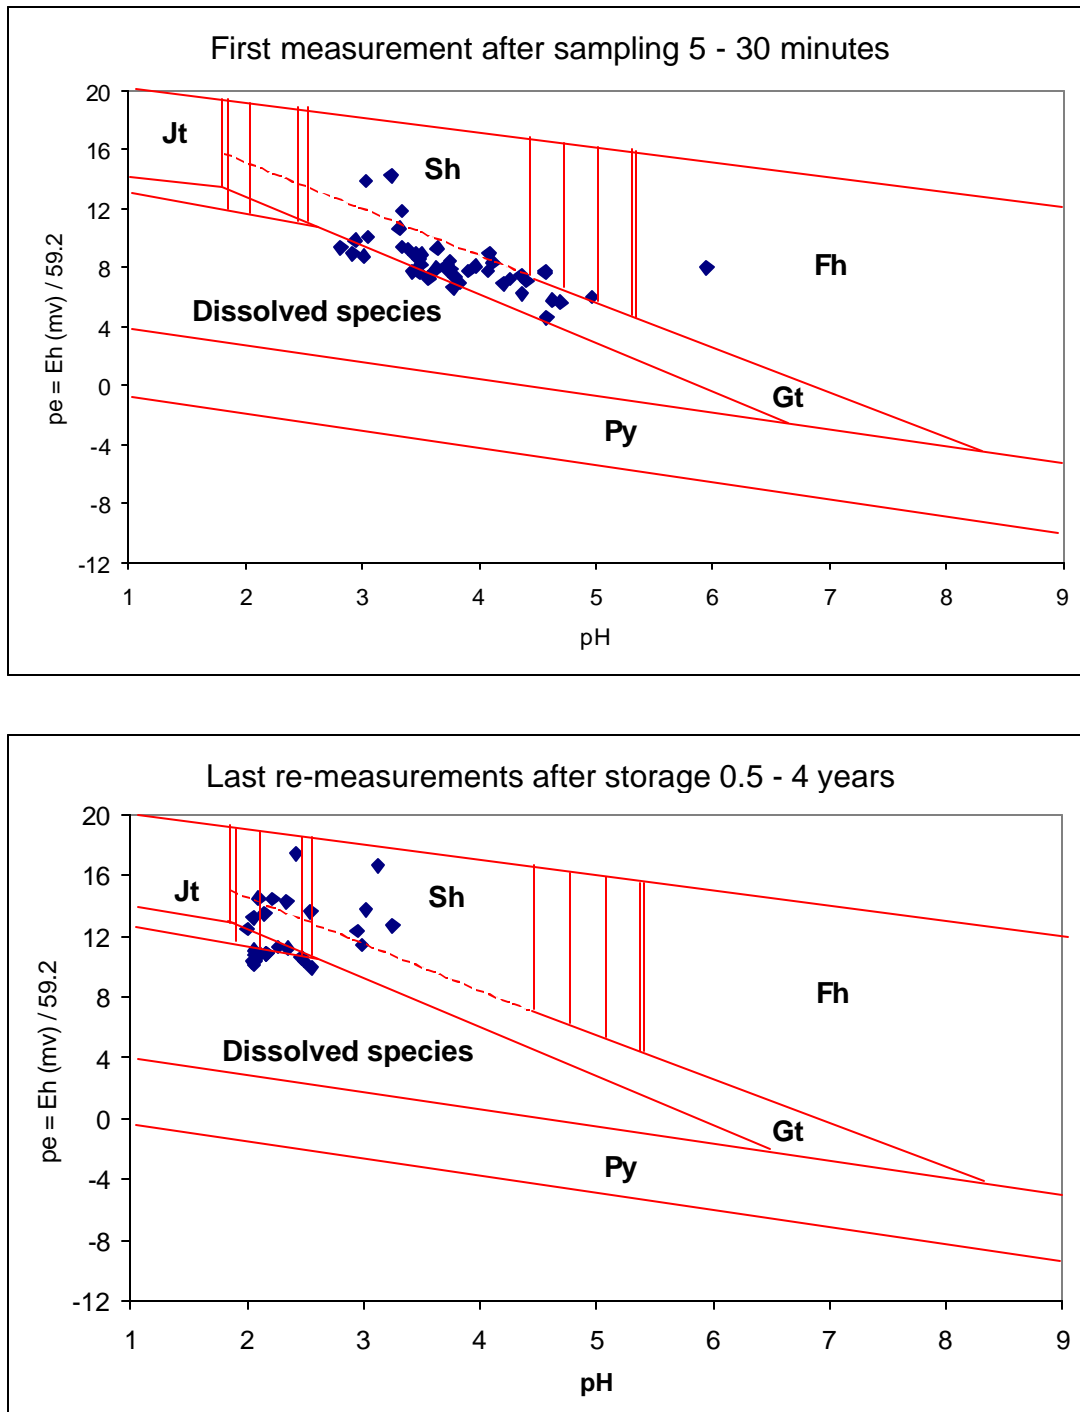 First measurement after sampling 5 - 30 minutes
20
16
12
8
4
0
-4
-8
-12
pe = Eh (mv) / 59.2
Jt
Sh
Fh
Dissolved species
Gt
Py
1 2 3 4 5 6 7 8 9
pH
Last re-measurements after storage 0.5 - 4 years
20
16
12
8
4
0
-4
-8
-12
pe = Eh (mv) / 59.2
Jt
Sh
Fh
Dissolved species
Gt
Py
1 2 3 4 5 6 7 8 9
pH